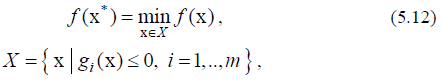 f(x*) = min f(x), (5.12)
x∈X
X = { x | gᵢ(x) ≤ 0, i = 1,..,m },